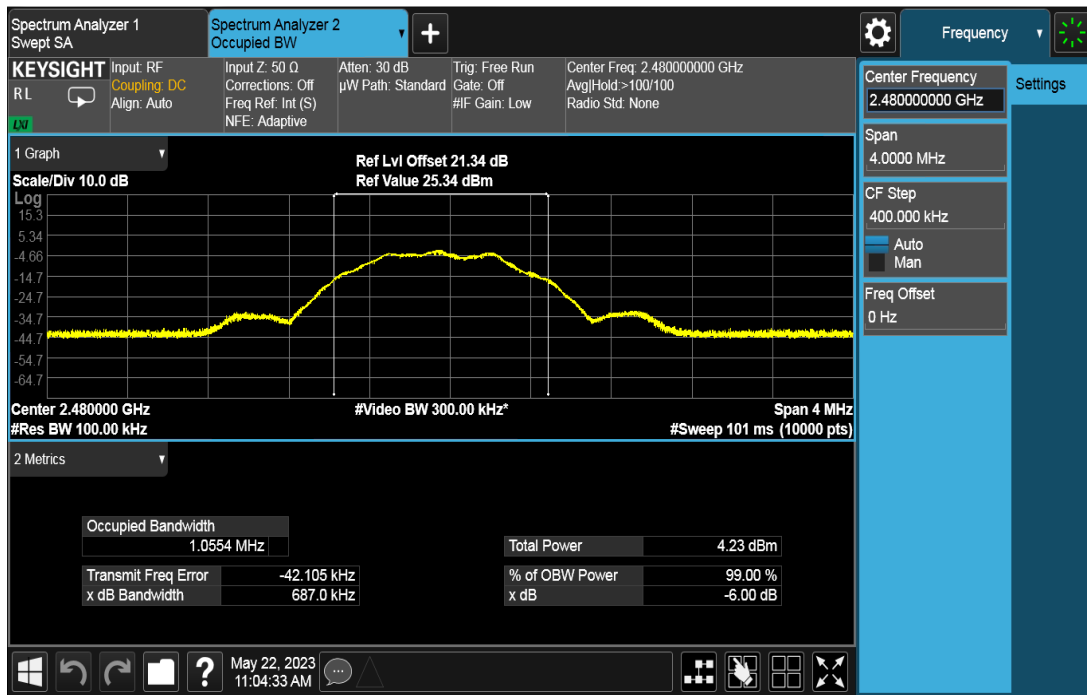 Spectrum Analyzer 1
Swept SA
Spectrum Analyzer 2
Occupied BW
Frequency
KEYSIGHT
RL
LXI
Input: RF
Coupling: DC
Align: Auto
Input Z: 50 Ω
Corrections: Off
Freq Ref: Int (S)
NFE: Adaptive
Atten: 30 dB
µW Path: Standard
Trig: Free Run
Gate: Off
#IF Gain: Low
Center Freq: 2.480000000 GHz
Avg|Hold:>100/100
Radio Std: None
Center Frequency
2.480000000 GHz
Settings
Span
4.0000 MHz
CF Step
400.000 kHz
Auto
Man
Freq Offset
0 Hz
1 Graph
Scale/Div 10.0 dB
Ref Lvl Offset 21.34 dB
Ref Value 25.34 dBm
Log
15.3
5.34
-4.66
-14.7
-24.7
-34.7
-44.7
-54.7
-64.7
Center 2.480000 GHz
#Video BW 300.00 kHz*
Span 4 MHz
#Res BW 100.00 kHz
#Sweep 101 ms (10000 pts)
2 Metrics
Occupied Bandwidth
1.0554 MHz
Total Power 4.23 dBm
Transmit Freq Error -42.105 kHz
% of OBW Power 99.00 %
x dB Bandwidth 687.0 kHz
x dB -6.00 dB
May 22, 2023
11:04:33 AM